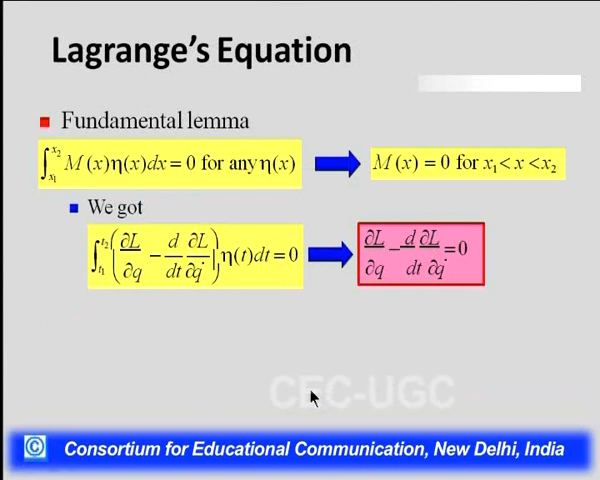 Lagrange's Equation
Fundamental lemma
∫_{x₁}^{x₂} M(x)η(x)dx = 0 for any η(x)
M(x) = 0 for x₁ < x < x₂
We got
∫_{t₁}^{t₂} (∂L/∂q − d/dt ∂L/∂q̇) η(t)dt = 0
∂L/∂q − d/dt ∂L/∂q̇ = 0
CEC-UGC
© Consortium for Educational Communication, New Delhi, India